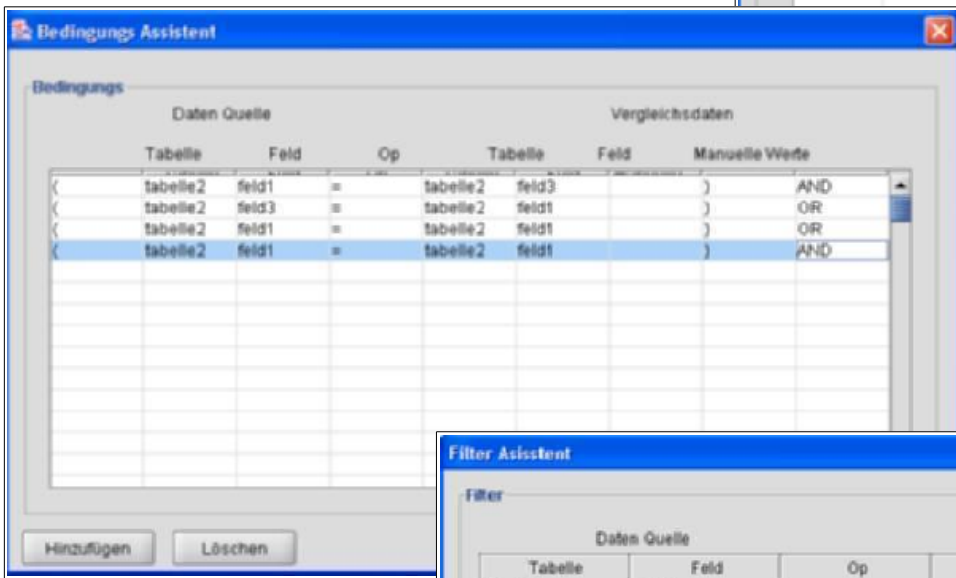 Bedingungs Assistent
Bedingungs
Daten Quelle Vergleichsdaten
Tabelle Feld Op Tabelle Feld Manuelle Werte
( tabelle2 feld1 = tabelle2 feld3 ) AND
( tabelle2 feld3 = tabelle2 feld1 ) OR
( tabelle2 feld1 = tabelle2 feld1 ) OR
( tabelle2 feld1 = tabelle2 feld1 ) AND
Hinzufügen Löschen
Filter Asisstent
Filter
Daten Quelle
Tabelle Feld Op